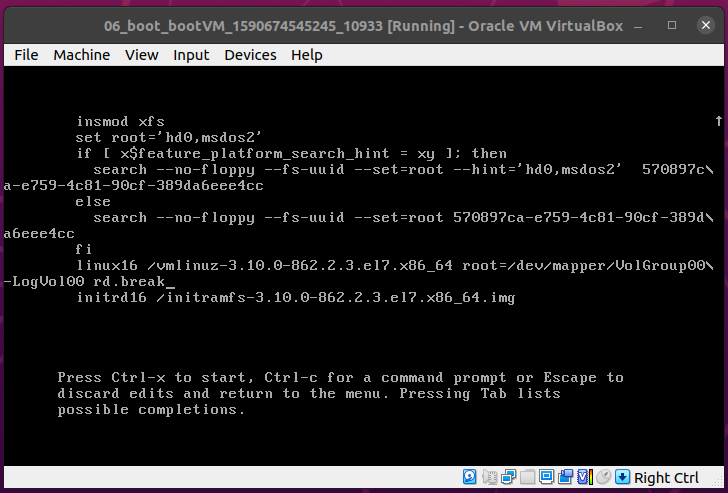 06_boot_bootVM_1590674545245_10933 [Running] - Oracle VM VirtualBox
File Machine View Input Devices Help
insmod xfs
set root='hd0,msdos2'
if [ x$feature_platform_search_hint = xy ]; then
search --no-floppy --fs-uuid --set=root --hint='hd0,msdos2'  570897c\
a-e759-4c81-90cf-389da6eee4cc
else
search --no-floppy --fs-uuid --set=root 570897ca-e759-4c81-90cf-389d\
a6eee4cc
fi
linux16 /vmlinuz-3.10.0-862.2.3.el7.x86_64 root=/dev/mapper/VolGroup00\
-LogVol00 rd.break_
initrd16 /initramfs-3.10.0-862.2.3.el7.x86_64.img
Press Ctrl-x to start, Ctrl-c for a command prompt or Escape to
discard edits and return to the menu. Pressing Tab lists
possible completions.
Right Ctrl